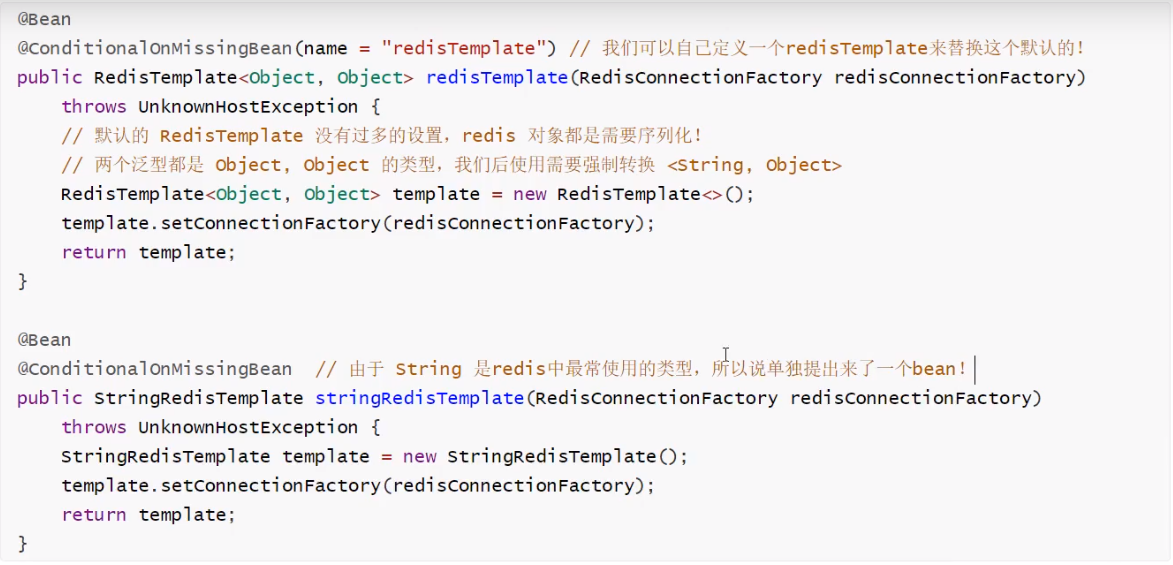 @Bean
@ConditionalOnMissingBean(name = "redisTemplate") // 我们可以自己定义一个redisTemplate来替换这个默认的！
public RedisTemplate<Object, Object> redisTemplate(RedisConnectionFactory redisConnectionFactory)
    throws UnknownHostException {
    // 默认的 RedisTemplate 没有过多的设置，redis 对象都是需要序列化！
    // 两个泛型都是 Object, Object 的类型，我们后使用需要强制转换 <String, Object>
    RedisTemplate<Object, Object> template = new RedisTemplate<>();
    template.setConnectionFactory(redisConnectionFactory);
    return template;
}
@Bean
@ConditionalOnMissingBean  // 由于 String 是redis中最常使用的类型，所以说单独提出来了一个bean！
public StringRedisTemplate stringRedisTemplate(RedisConnectionFactory redisConnectionFactory)
    throws UnknownHostException {
    StringRedisTemplate template = new StringRedisTemplate();
    template.setConnectionFactory(redisConnectionFactory);
    return template;
}